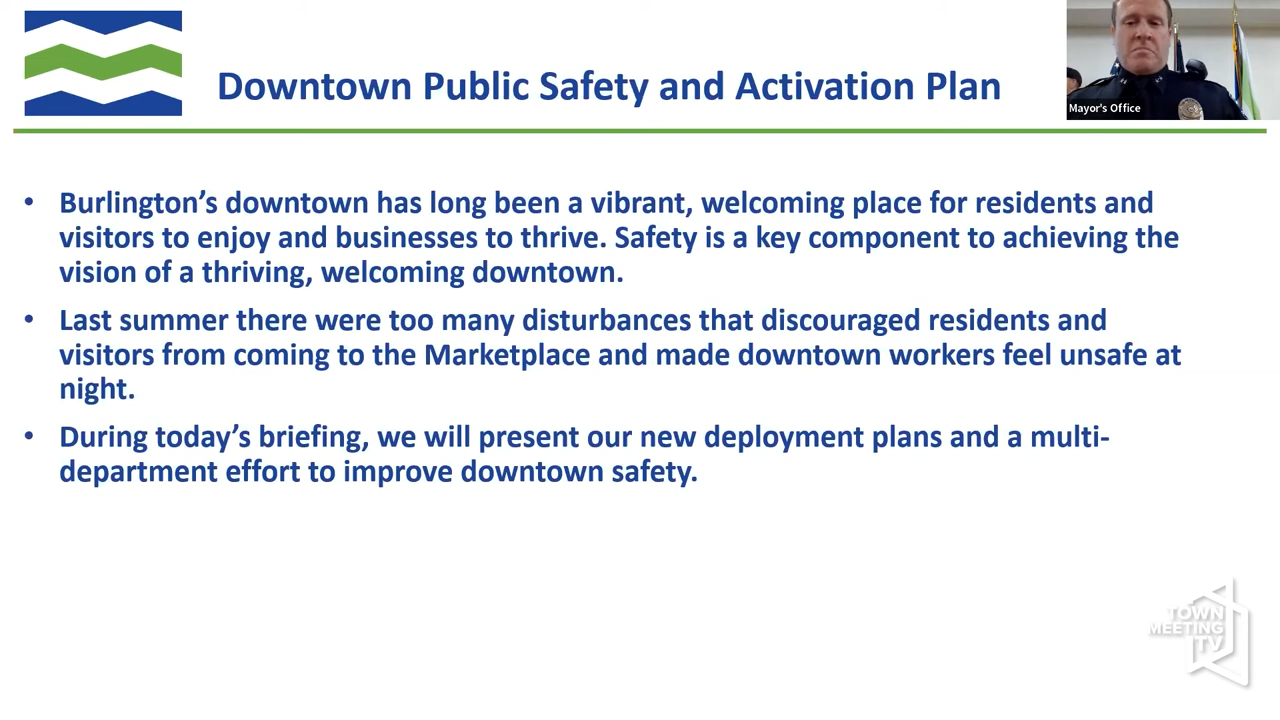 Downtown Public Safety and Activation Plan
Mayor's Office
• Burlington’s downtown has long been a vibrant, welcoming place for residents and
visitors to enjoy and businesses to thrive. Safety is a key component to achieving the
vision of a thriving, welcoming downtown.
• Last summer there were too many disturbances that discouraged residents and
visitors from coming to the Marketplace and made downtown workers feel unsafe at
night.
• During today’s briefing, we will present our new deployment plans and a multi-
department effort to improve downtown safety.
TOWN
MEETING
TV